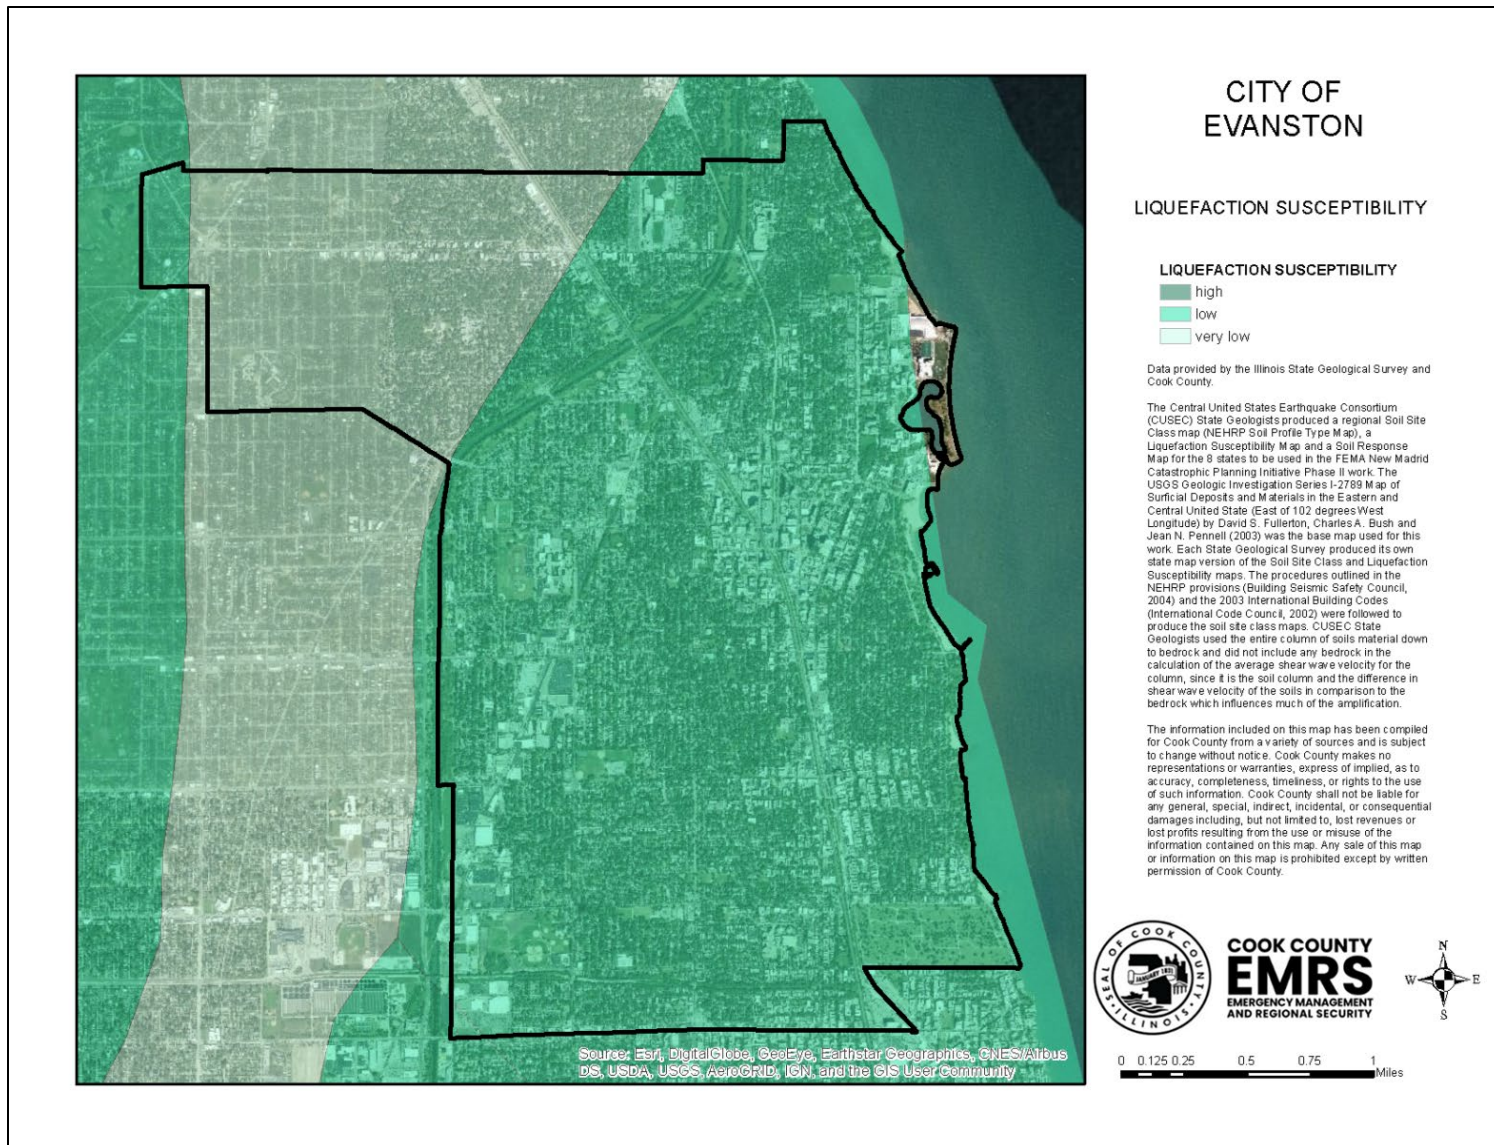 CITY OF
EVANSTON
LIQUEFACTION SUSCEPTIBILITY
LIQUEFACTION SUSCEPTIBILITY
high
low
very low
Data provided by the Illinois State Geological Survey and
Cook County.
The Central United States Earthquake Consortium
(CUSEC) State Geologists produced a regional Soil Site
Class map (NEHRP Soil Profile Type Map), a
Liquefaction Susceptibility Map and a Soil Response
Map for the 8 states to be used in the FEMA New Madrid
Catastrophic Planning Initiative Phase II work. The
USGS Geologic Investigation Series I-2789 Map of
Surficial Deposits and Materials in the Eastern and
Central United State (East of 102 degrees West
Longitude) by David S. Fullerton, Charles A. Bush and
Jean N. Pennell (2003) was the base map used for this
work. Each State Geological Survey produced its own
state map version of the Soil Site Class and Liquefaction
Susceptibility maps. The procedures outlined in the
NEHRP provisions (Building Seismic Safety Council,
2004) and the 2003 International Building Codes
(International Code Council, 2002) were followed to
produce the soil site class maps. CUSEC State
Geologists used the entire column of soils material down
to bedrock and did not include any bedrock in the
calculation of the average shear wave velocity for the
column, since it is the soil column and the difference in
shear wave velocity of the soils in comparison to the
bedrock which influences much of the amplification.
The information included on this map has been compiled
for Cook County from a variety of sources and is subject
to change without notice. Cook County makes no
representations or warranties, express of implied, as to
accuracy, completeness, timeliness, or rights to the use
of such information. Cook County shall not be liable for
any general, special, indirect, incidental, or consequential
damages including, but not limited to, lost revenues or
lost profits resulting from the use or misuse of the
information contained on this map. Any sale of this map
or information on this map is prohibited except by written
permission of Cook County.
SEAL OF COOK COUNTY
JANUARY 1831
ILLINOIS
COOK COUNTY
EMRS
EMERGENCY MANAGEMENT
AND REGIONAL SECURITY
N
W E
S
0 0.125 0.25 0.5 0.75 1
Miles
Source: Esri, DigitalGlobe, GeoEye, Earthstar Geographics, CNES/Airbus
DS, USDA, USGS, AeroGRID, IGN, and the GIS User Community